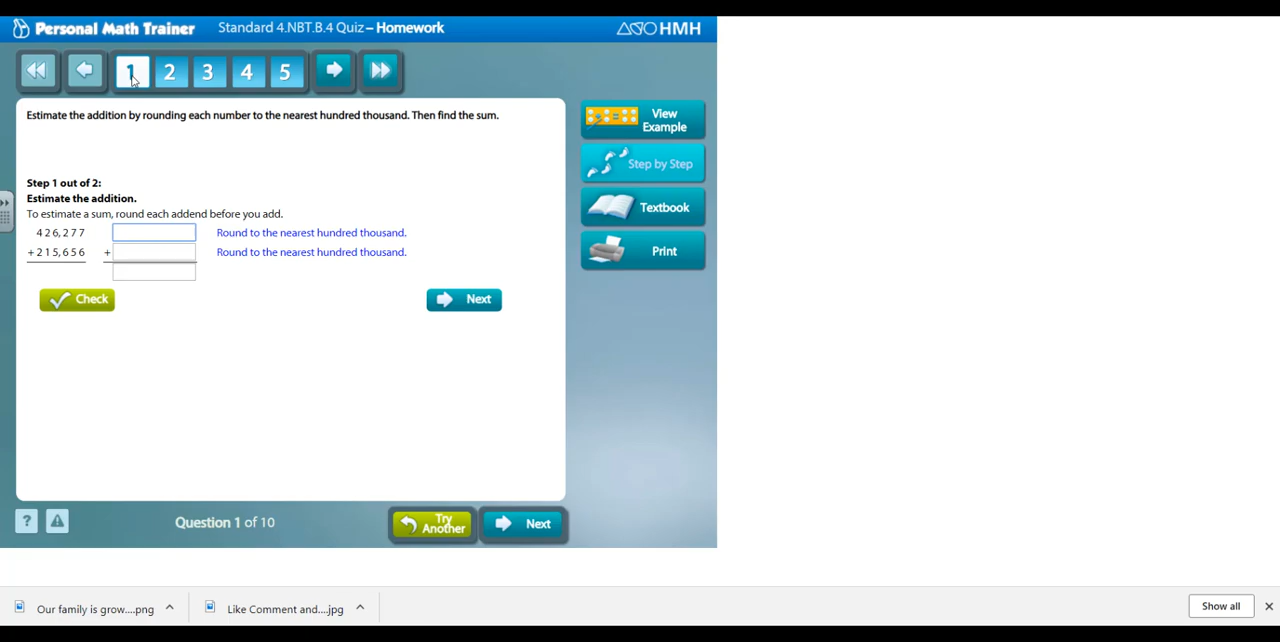 Personal Math Trainer Standard 4.NBT.B.4 Quiz – Homework HMH
1 2 3 4 5
Estimate the addition by rounding each number to the nearest hundred thousand. Then find the sum.
View
Example
Step by Step
Textbook
Print
Step 1 out of 2:
Estimate the addition.
To estimate a sum, round each addend before you add.
426,277 Round to the nearest hundred thousand.
+215,656 + Round to the nearest hundred thousand.
Check Next
? Question 1 of 10 Try Another Next
Our family is grow....png Like Comment and....jpg Show all